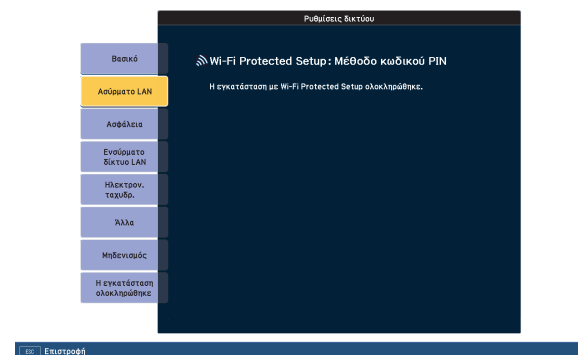 Ρυθμίσεις δικτύου
Βασικό
Ασύρματο LAN
Ασφάλεια
Ενσύρματο
δίκτυο LAN
Ηλεκτρον.
ταχυδρ.
Άλλα
Μηδενισμός
Η εγκατάσταση
ολοκληρώθηκε
Wi-Fi Protected Setup: Μέθοδο κωδικού PIN
Η εγκατάσταση με Wi-Fi Protected Setup ολοκληρώθηκε.
ESC Επιστροφή